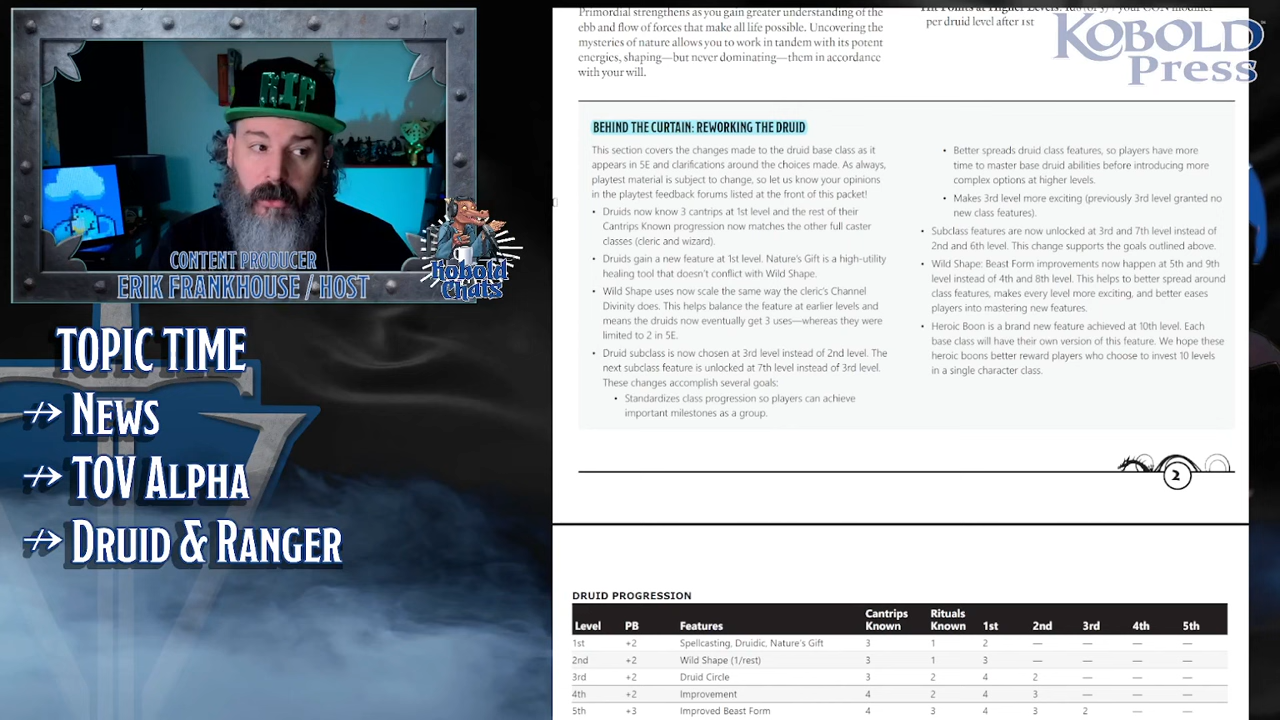 RIP
Kobold Chats
CONTENT PRODUCER
ERIK FRANKHOUSE / HOST
TOPIC TIME
News
TOV Alpha
Druid & Ranger
KOBOLD
Press
Primordial strengthens as you gain greater understanding of the
ebb and flow of forces that make all life possible. Uncovering the
mysteries of nature allows you to work in tandem with its potent
energies, shaping—but never dominating—them in accordance
with your will.
per druid level after 1st
BEHIND THE CURTAIN: REWORKING THE DRUID
This section covers the changes made to the druid base class as it
appears in 5E and clarifications around the choices made. As always,
playtest material is subject to change, so let us know your opinions
in the playtest feedback forums listed at the front of this packet!
• Druids now know 3 cantrips at 1st level and the rest of their
Cantrips Known progression now matches the other full caster
classes (cleric and wizard).
• Druids gain a new feature at 1st level. Nature's Gift is a high-utility
healing tool that doesn't conflict with Wild Shape.
• Wild Shape uses now scale the same way the cleric's Channel
Divinity does. This helps balance the feature at earlier levels and
means the druids now eventually get 3 uses—whereas they were
limited to 2 in 5E.
• Druid subclass is now chosen at 3rd level instead of 2nd level. The
next subclass feature is unlocked at 7th level instead of 3rd level.
These changes accomplish several goals:
• Standardizes class progression so players can achieve
important milestones as a group.
• Better spreads druid class features, so players have more
time to master base druid abilities before introducing more
complex options at higher levels.
• Makes 3rd level more exciting (previously 3rd level granted no
new class features).
• Subclass features are now unlocked at 3rd and 7th level instead of
2nd and 6th level. This change supports the goals outlined above.
• Wild Shape: Beast Form improvements now happen at 5th and 9th
level instead of 4th and 8th level. This helps to better spread around
class features, makes every level more exciting, and better eases
players into mastering new features.
• Heroic Boon is a brand new feature achieved at 10th level. Each
base class will have their own version of this feature. We hope these
heroic boons better reward players who choose to invest 10 levels
in a single character class.
2
DRUID PROGRESSION
Level PB Features Cantrips Known Rituals Known 1st 2nd 3rd 4th 5th
1st +2 Spellcasting, Druidic, Nature's Gift 3 1 2 — — — —
2nd +2 Wild Shape (1/rest) 3 1 3 — — — —
3rd +2 Druid Circle 3 2 4 2 — — —
4th +2 Improvement 4 2 4 3 — — —
5th +3 Improved Beast Form 4 3 4 3 2 — —